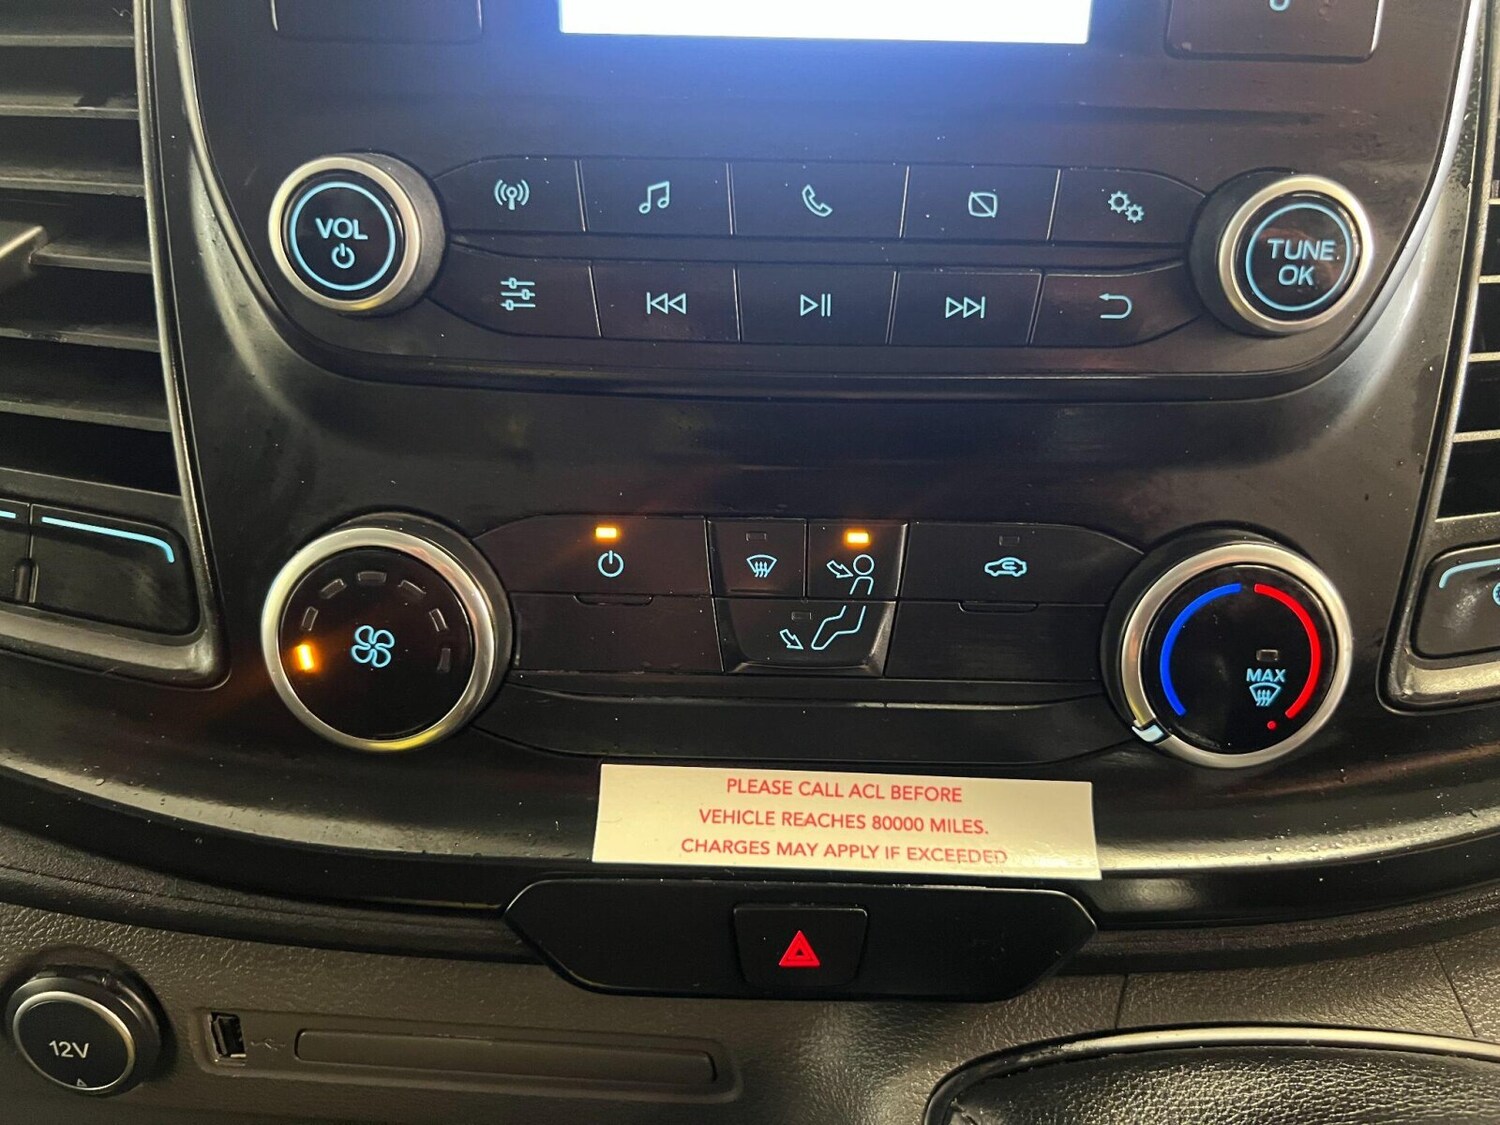 VOL
TUNE
OK
MAX
PLEASE CALL ACL BEFORE
VEHICLE REACHES 80000 MILES.
CHARGES MAY APPLY IF EXCEEDED
12V